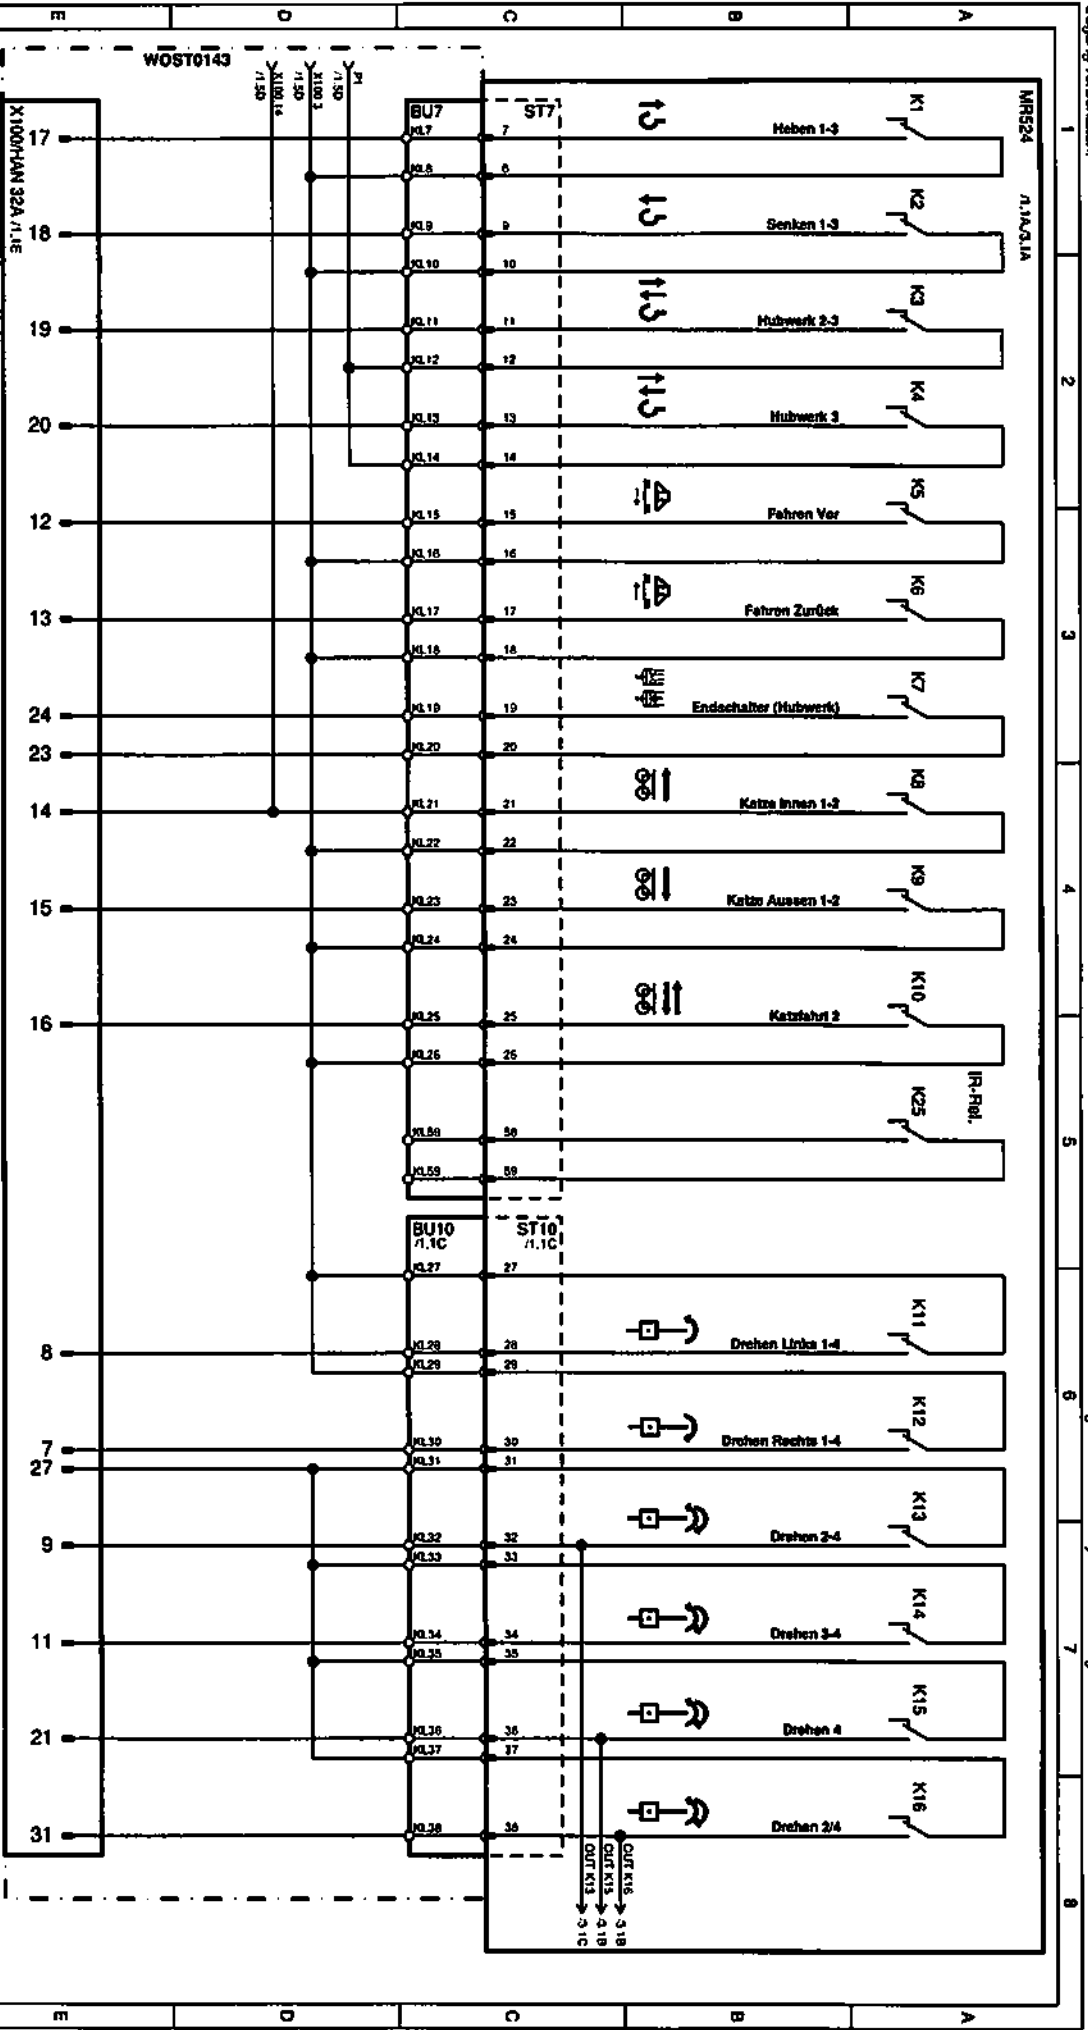 E D C B A
WOST0143
X100.14
/1.5D
X100.3
/1.5D
P1
/1.5D
MR524 /1.1A/3.1A
1 2 3 4 5 6 7 8
BU7 ST7
17 KL7 7 Heben 1-3 K1
KL8 8
18 KL9 9 Senken 1-3 K2
KL10 10
19 KL11 11 Hubwerk 2-3 K3
KL12 12
20 KL13 13 Hubwerk 3 K4
KL14 14
12 KL15 15 Fahren Vor K5
KL16 16
13 KL17 17 Fahren Zurück K6
KL18 18
24 KL19 19 Endschalter (Hubwerk) K7
23 KL20 20
14 KL21 21 Katze Innen 1-2 K8
KL22 22
15 KL23 23 Katze Aussen 1-2 K9
KL24 24
16 KL25 25 Katzfahrt 2 K10
KL26 26
IR-Rel.
K25
KL59 59
BU10 ST10
/1.1C /1.1C
KL27 27
8 KL28 28 Drehen Links 1-4 K11
KL29 29
7 KL30 30 Drehen Rechts 1-4 K12
27 KL31 31
9 KL32 32 Drehen 2-4 K13
KL33 33
11 KL34 34 Drehen 3-4 K14
KL35 35
21 KL36 36 Drehen 4 K15
KL37 37
31 KL38 38 Drehen 2/4 K16
OUT K16 /3.1B
OUT K15 /3.1B
OUT K13 /3.1C
X100/HAN 32A /1.1E
E D C B A